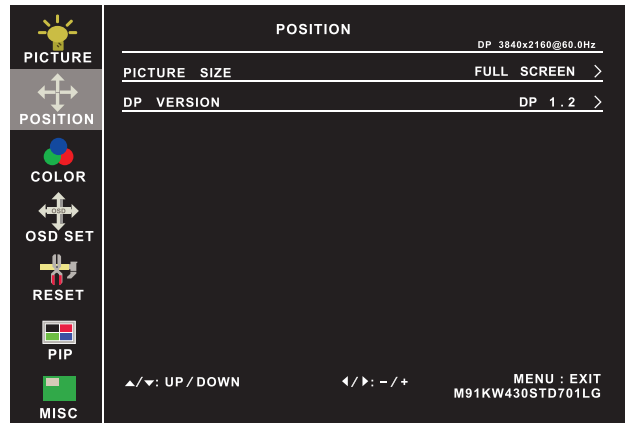 PICTURE
POSITION
COLOR
OSD
OSD SET
RESET
PIP
MISC
POSITION
DP 3840x2160@60.0Hz
PICTURE SIZE FULL SCREEN >
DP VERSION DP 1.2 >
▲/▼: UP/DOWN ◀/▶: -/+ MENU : EXIT
M91KW430STD701LG